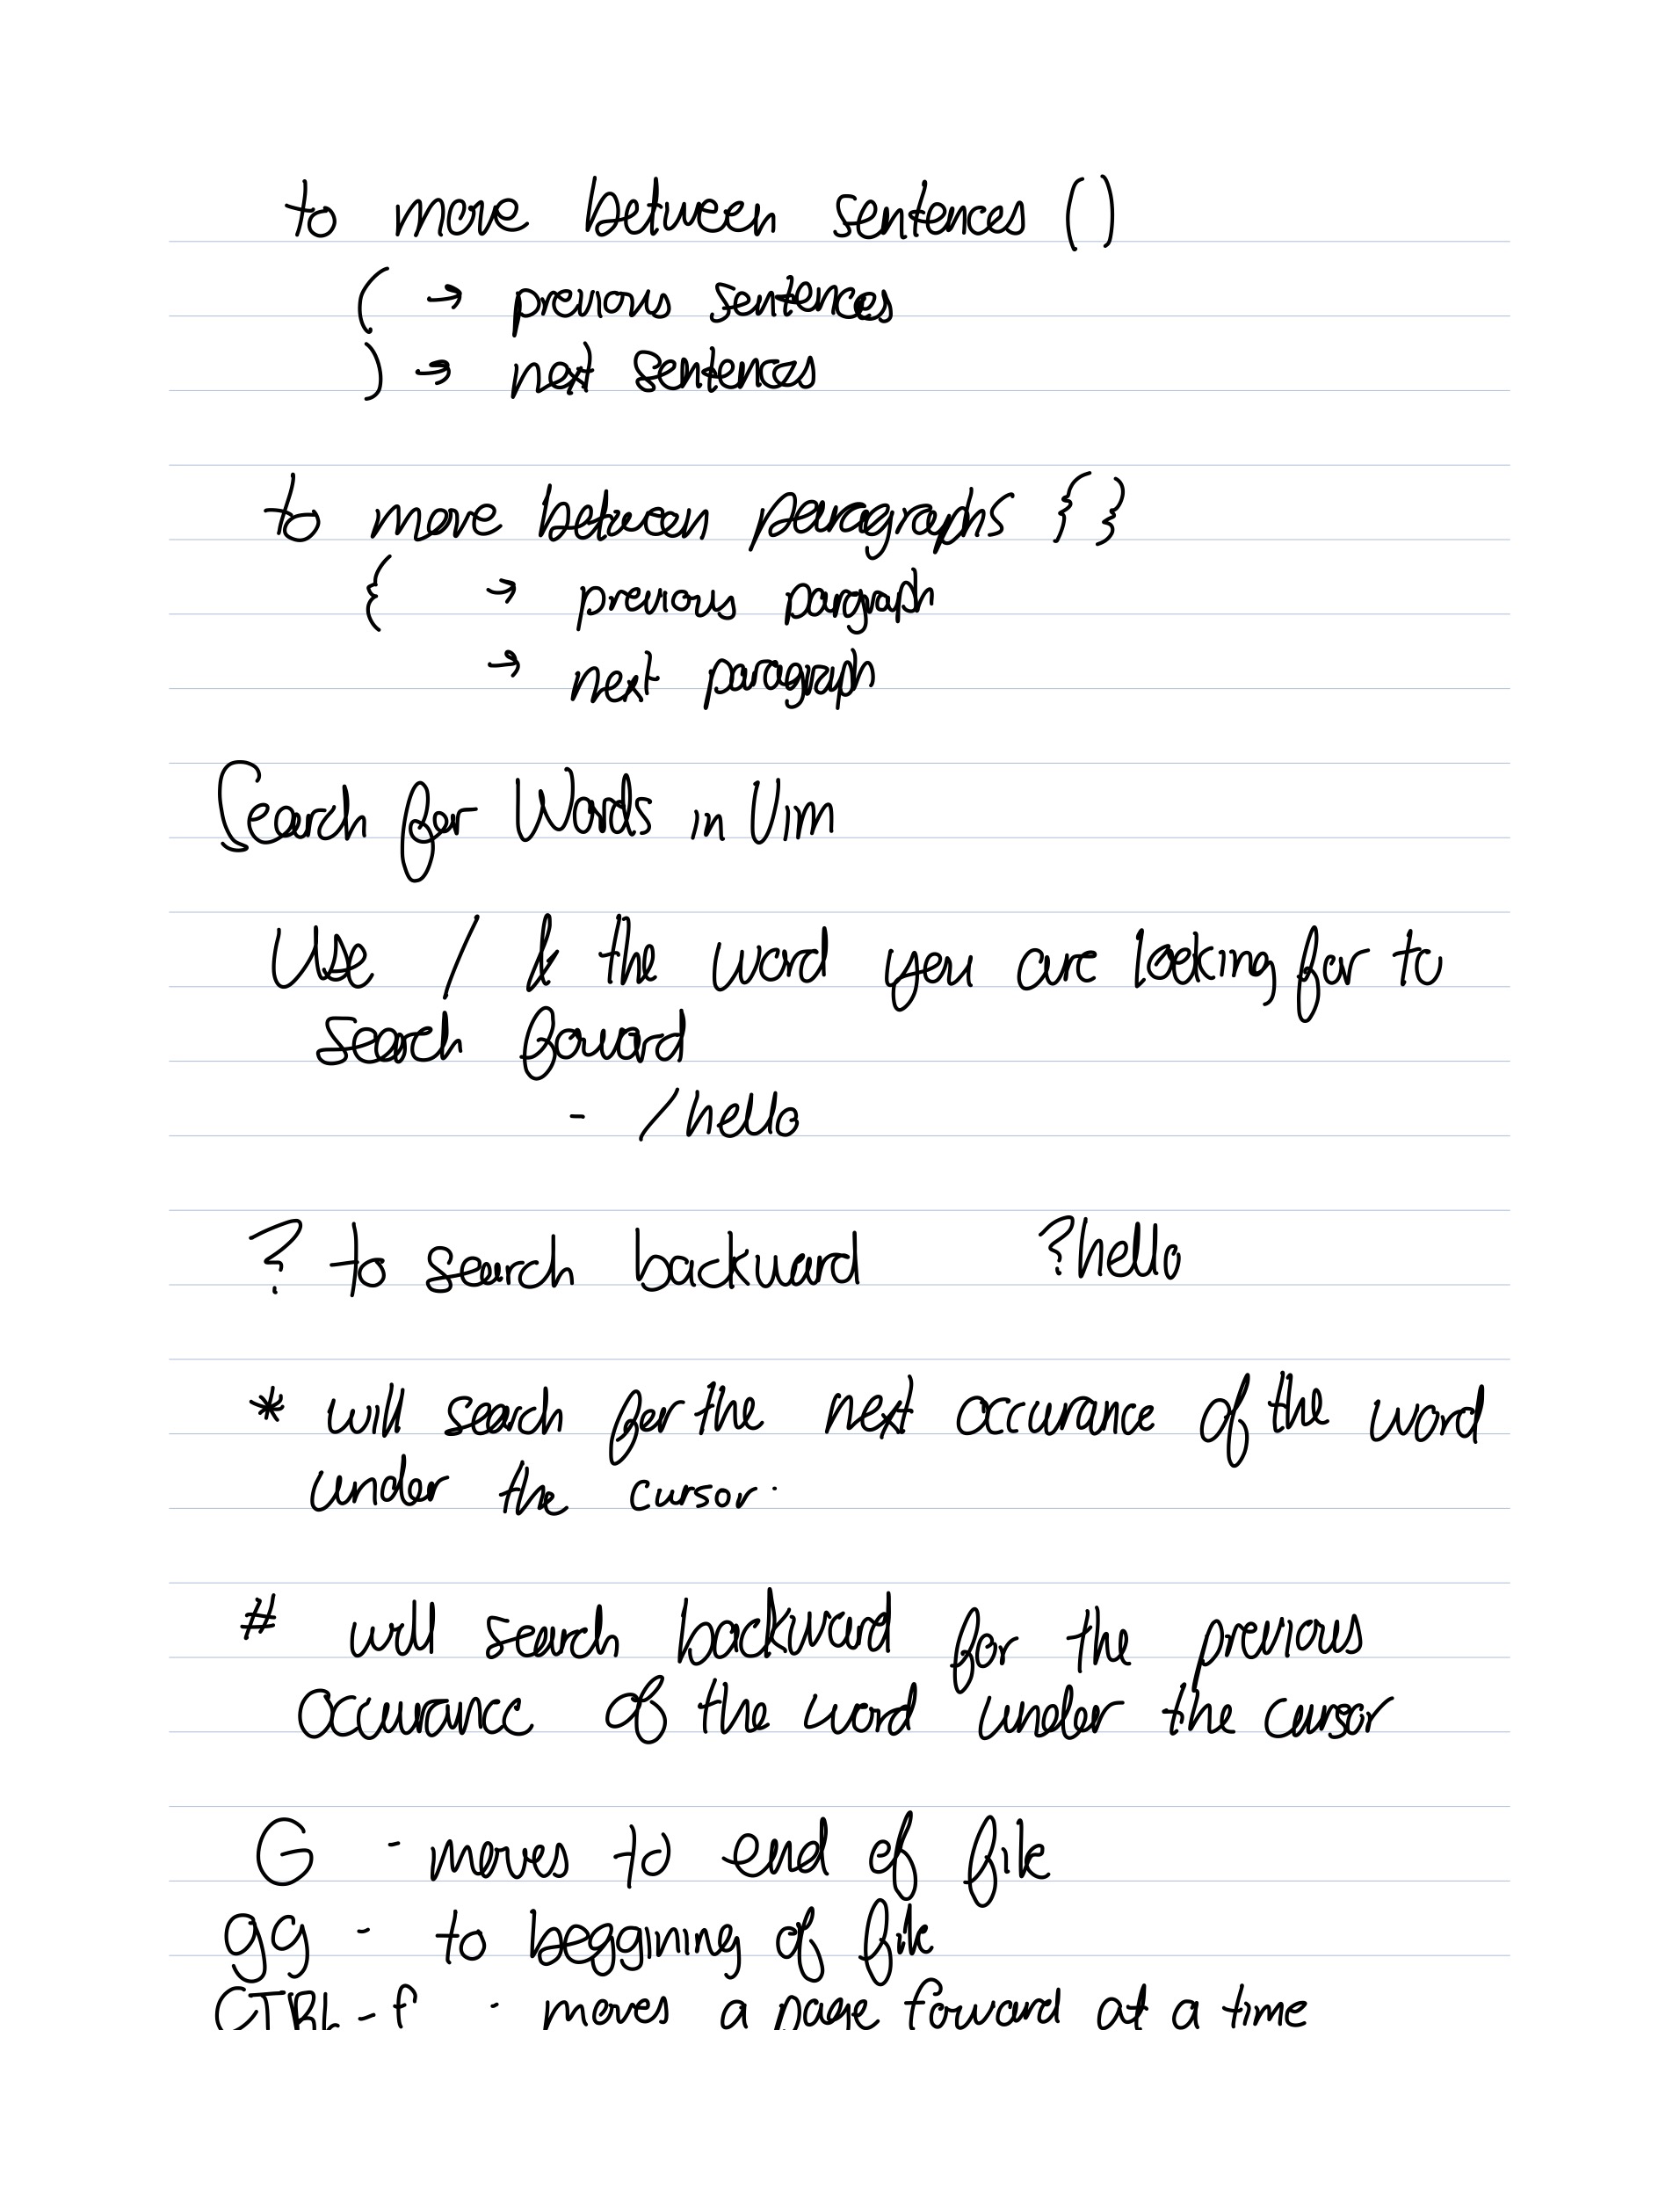 to move between sentences ()
( → pervious sentences
) → next sentences
to move between paragraphs { }
{ → previous paragraph
→ next paragraph
Search for Words in Vim
Use / & the word you are looking for to
search foward
- /hello
? to search backward ?hello
* will search for the next occurance of the word
under the cursor.
# will search backward for the previous
occurance of the word under the cursor
G - moves to end of file
gg - to beggining of file
CTRL - f - moves a page foward at a time